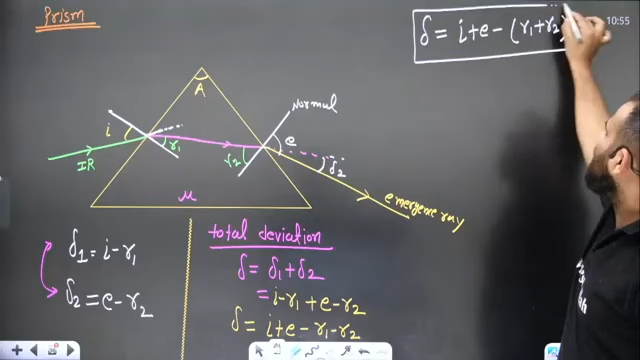 Prism
δ = i+e-(r₁+r₂)
10:55
A
Normal
i
r₁
r₂
e
δ₂
IR
μ
emergene ray
δ₁ = i-r₁
δ₂ = e-r₂
total deviation
δ = δ₁+δ₂
= i-r₁+e-r₂
δ = i+e-r₁-r₂